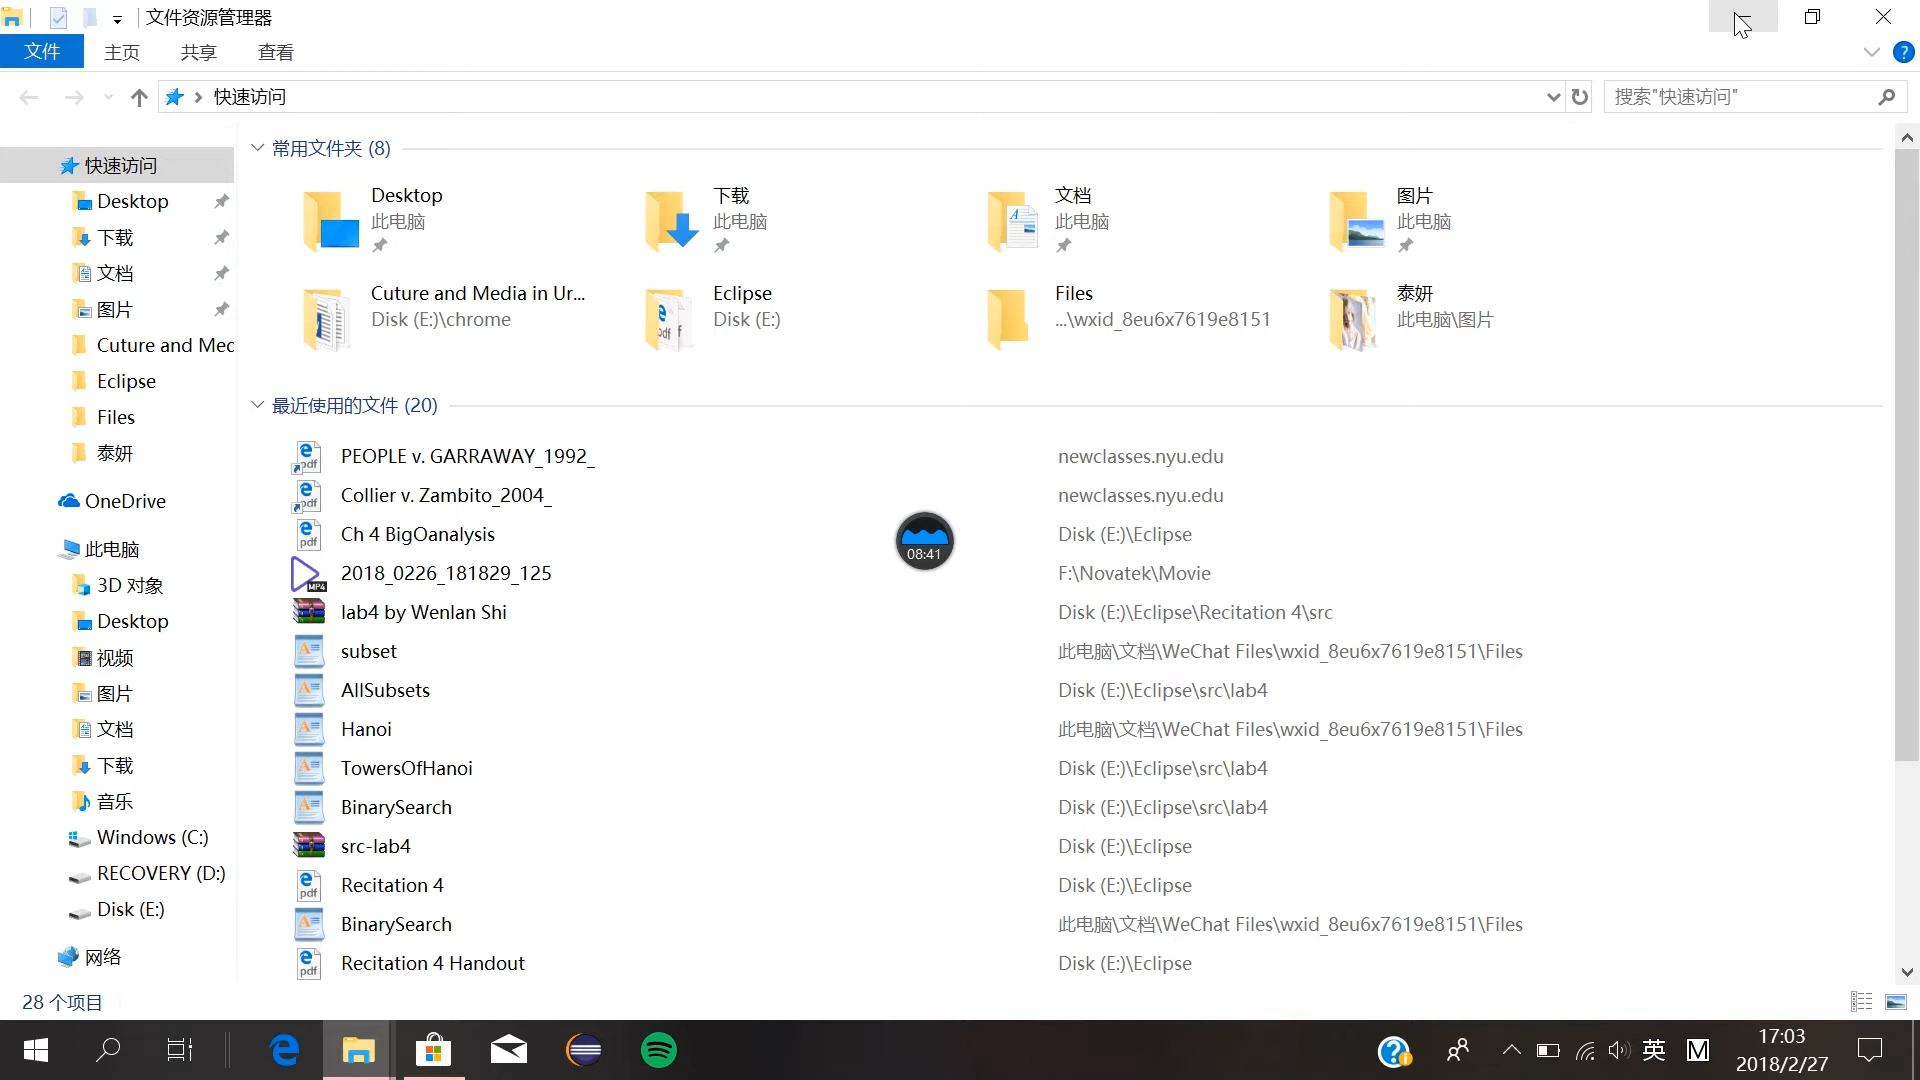 文件资源管理器
文件 主页 共享 查看
快速访问 搜索"快速访问"
快速访问
Desktop
下载
文档
图片
Cuture and Med
Eclipse
Files
泰妍
OneDrive
此电脑
3D 对象
Desktop
视频
图片
文档
下载
音乐
Windows (C:)
RECOVERY (D:)
Disk (E:)
网络
常用文件夹 (8)
Desktop
此电脑
下载
此电脑
文档
此电脑
图片
此电脑
Cuture and Media in Ur...
Disk (E:)\chrome
Eclipse
Disk (E:)
Files
...\wxid_8eu6x7619e8151
泰妍
此电脑\图片
最近使用的文件 (20)
PEOPLE v. GARRAWAY_1992_ newclasses.nyu.edu
Collier v. Zambito_2004_ newclasses.nyu.edu
Ch 4 BigOanalysis Disk (E:)\Eclipse
2018_0226_181829_125 F:\Novatek\Movie
lab4 by Wenlan Shi Disk (E:)\Eclipse\Recitation 4\src
subset 此电脑\文档\WeChat Files\wxid_8eu6x7619e8151\Files
AllSubsets Disk (E:)\Eclipse\src\lab4
Hanoi 此电脑\文档\WeChat Files\wxid_8eu6x7619e8151\Files
TowersOfHanoi Disk (E:)\Eclipse\src\lab4
BinarySearch Disk (E:)\Eclipse\src\lab4
src-lab4 Disk (E:)\Eclipse
Recitation 4 Disk (E:)\Eclipse
BinarySearch 此电脑\文档\WeChat Files\wxid_8eu6x7619e8151\Files
Recitation 4 Handout Disk (E:)\Eclipse
08:41
28 个项目
英 M
17:03
2018/2/27